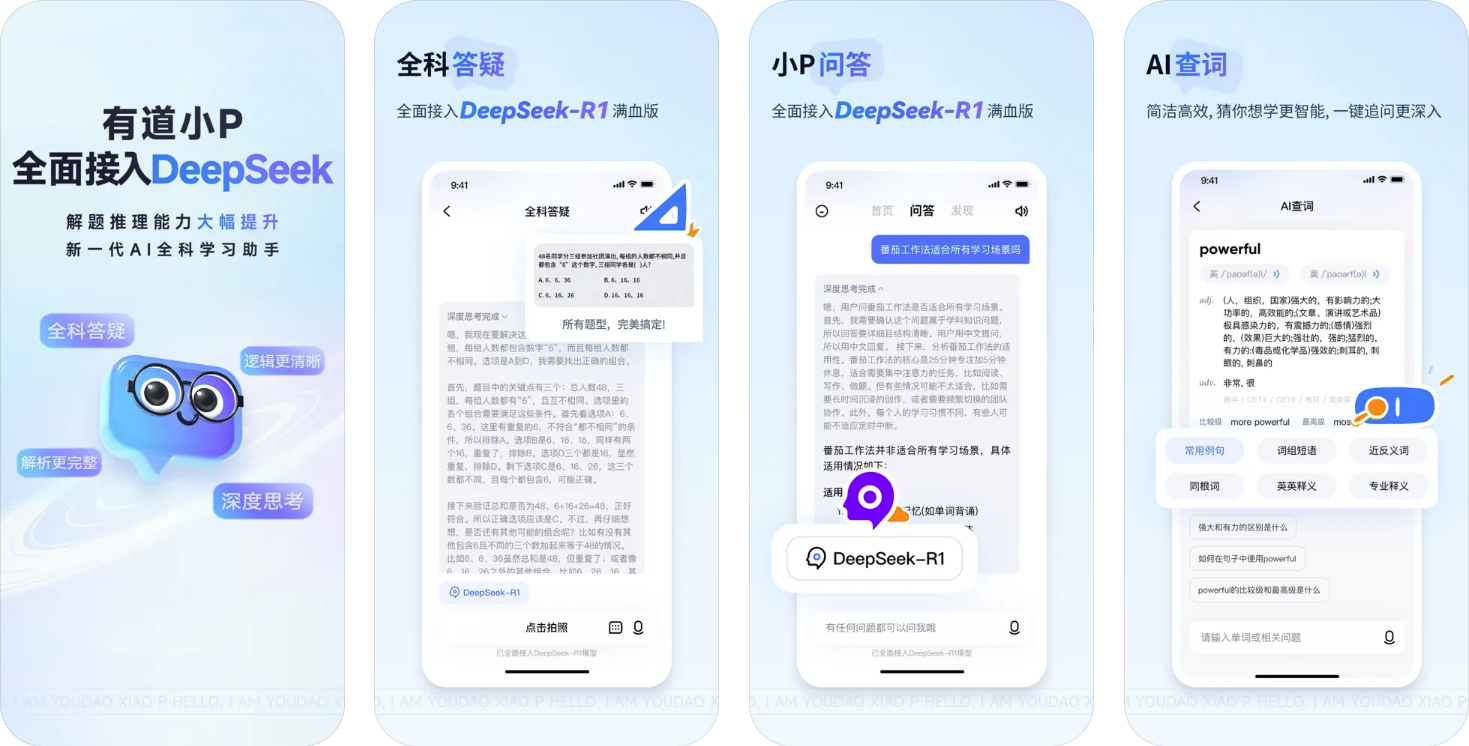 有道小P
全面接入DeepSeek
解题推理能力大幅提升
新一代AI全科学习助手
全科答疑
逻辑更清晰
解析更完整
深度思考
, I AM YOUDAO XIAO P HELLO, I AM YOUDAO X
全科答疑
全面接入DeepSeek-R1满血版
9:41
全科答疑
48名同学分三组参加社团演出, 每组的人数都不相同,并且
都包含“6”这个数字, 三组同学各是( )人?
A. 6、6、36
B. 6、16、16
C. 6、16、26
D. 16、16、16
所有题型，完美搞定!
深度思考完成
嗯，我现在要解决这
组，每组人数都包含数字“6”，而且每组人数都
不相同。选项是A到D，我需要找出正确的组合。
首先，题目中的关键点有三个：总人数48，三
组，每组人数都有“6”，且互不相同。选项里的
各个组合需要满足这些条件。首先看选项A：6、
6、36。这里有重复的6，不符合“都不相同”的条
件，所以排除A。选项B是6、16、16，同样有两
个16，重复了，排除B。选项D三个都是16，显然
重复，排除D。剩下选项C是6、16、26，这三个
数都不同，且每个都包含6，可能正确。
接下来验证总和是否为48。6+16+26=48，正好
符合。所以正确选项应该是C。不过，再仔细想
想，是否还有其他可能的组合呢？比如有没有其
他包含6且不同的三个数加起来等于48的情况。
比如6、6、36虽然总和是48，但重复了；或者像
6、16、26之外的其他组合，比如6、26、16，其
DeepSeek-R1
点击拍照
已全面接入DeepSeek-R1模型
O, I AM YOUDAO XIAO P HELLO, I AM YOUDAO X
小P问答
全面接入DeepSeek-R1满血版
9:41
首页 问答 发现
番茄工作法适合所有学习场景吗
深度思考完成
嗯，用户问番茄工作法是否适合所有学习场景。
首先，我需要确认这个问题属于学科知识问题，
所以回答要详细且结构清晰。用户用中文提问，
所以用中文回复。 接下来，分析番茄工作法的适
用性。番茄工作法的核心是25分钟专注加5分钟
休息，适合需要集中注意力的任务，比如阅读、
写作、做题。但有些情况可能不太适合，比如需
要长时间沉浸的创作，或者需要频繁切换的团队
协作。此外，每个人的学习习惯不同，有些人可
能不适应定时中断。
番茄工作法并非适合所有学习场景，具体
适用情况如下:
适用
记忆(如单词背诵)
DeepSeek-R1
有任何问题都可以问我哦
已全面接入DeepSeek-R1模型
O, I AM YOUDAO XIAO P HELLO, I AM YOUDAO X
AI查词
简洁高效, 猜你想学更智能, 一键追问更深入
9:41
AI查词
powerful
英 /ˈpaʊəf(ə)l/
英 /ˈpaʊərf(ə)l
adj. (人，组织，国家)强大的，有影响力的;大
功率的，高效能的;(文章、演讲或艺术品)
极具感染力的，有震撼力的;(感情)强烈
的，(效果)巨大的;强壮的，强的;猛烈的,
有力的(毒品或化学品)强效的;刺耳的, 刺
眼的, 刺鼻的
adv. 非常, 很
高中 / CET4 / CET6 / 考研 /
比较级 more powerful 最高级 mos
常用例句
词组短语
近反义词
同根词
英英释义
专业释义
强大和有力的区别是什么
如何在句子中使用powerful
powerful的比较级和最高级是什么
请输入单词或相关问题
I AM YOUDAO XIAO P HELLO, I AM YOUDAO X